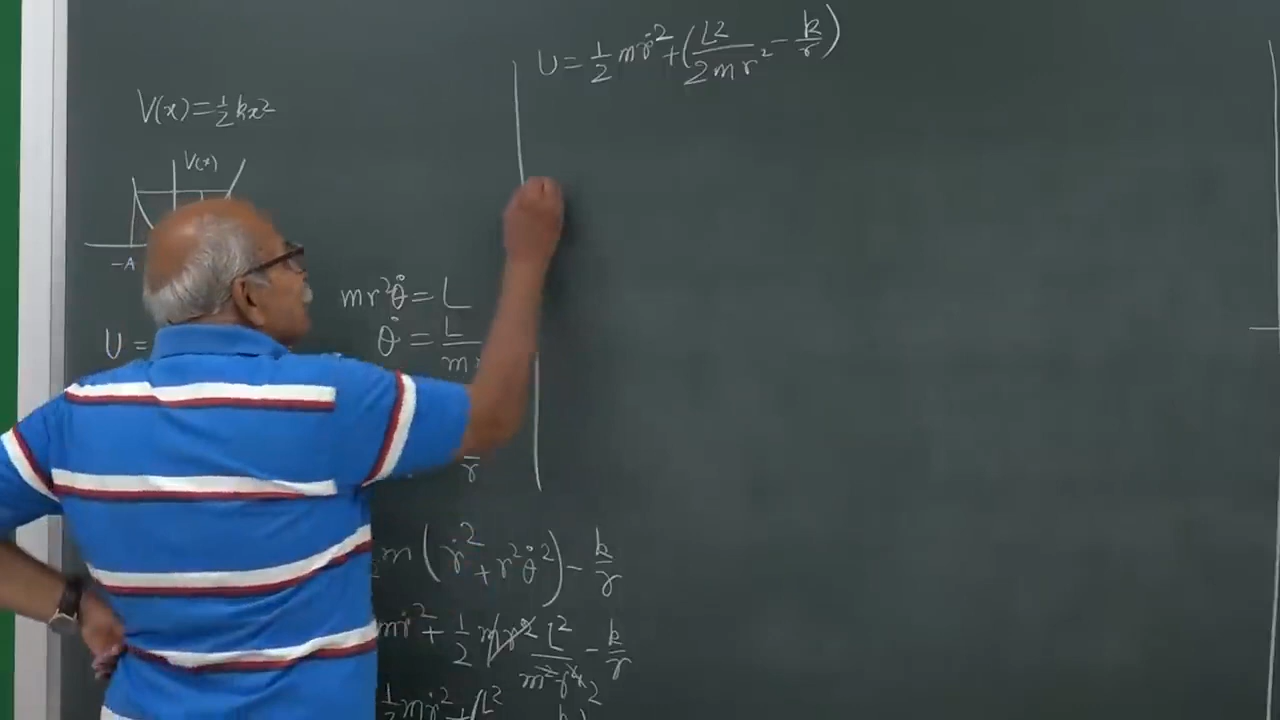 V(x) = ½ kx²
V(x)
-A
mr²θ̇ = L
U =
θ̇ = L/m
r
m(ṙ² + r²θ̇²) - k/r
mṙ² + ½ mr² L²/m²r⁴ - k/r
½ mṙ² + L²
U = ½ mṙ² + (L²/2mr² - k/r)